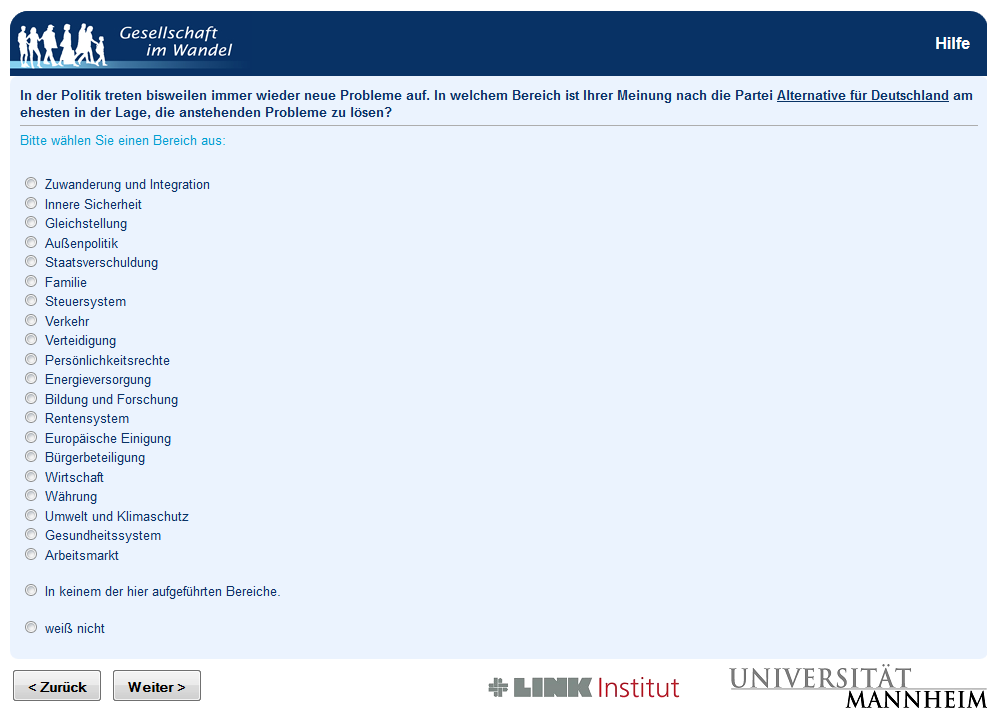 Gesellschaft
im Wandel
Hilfe
In der Politik treten bisweilen immer wieder neue Probleme auf. In welchem Bereich ist Ihrer Meinung nach die Partei Alternative für Deutschland am
ehesten in der Lage, die anstehenden Probleme zu lösen?
Bitte wählen Sie einen Bereich aus:
Zuwanderung und Integration
Innere Sicherheit
Gleichstellung
Außenpolitik
Staatsverschuldung
Familie
Steuersystem
Verkehr
Verteidigung
Persönlichkeitsrechte
Energieversorgung
Bildung und Forschung
Rentensystem
Europäische Einigung
Bürgerbeteiligung
Wirtschaft
Währung
Umwelt und Klimaschutz
Gesundheitssystem
Arbeitsmarkt
In keinem der hier aufgeführten Bereiche.
weiß nicht
< Zurück
Weiter >
LINK Institut
UNIVERSITÄT
MANNHEIM